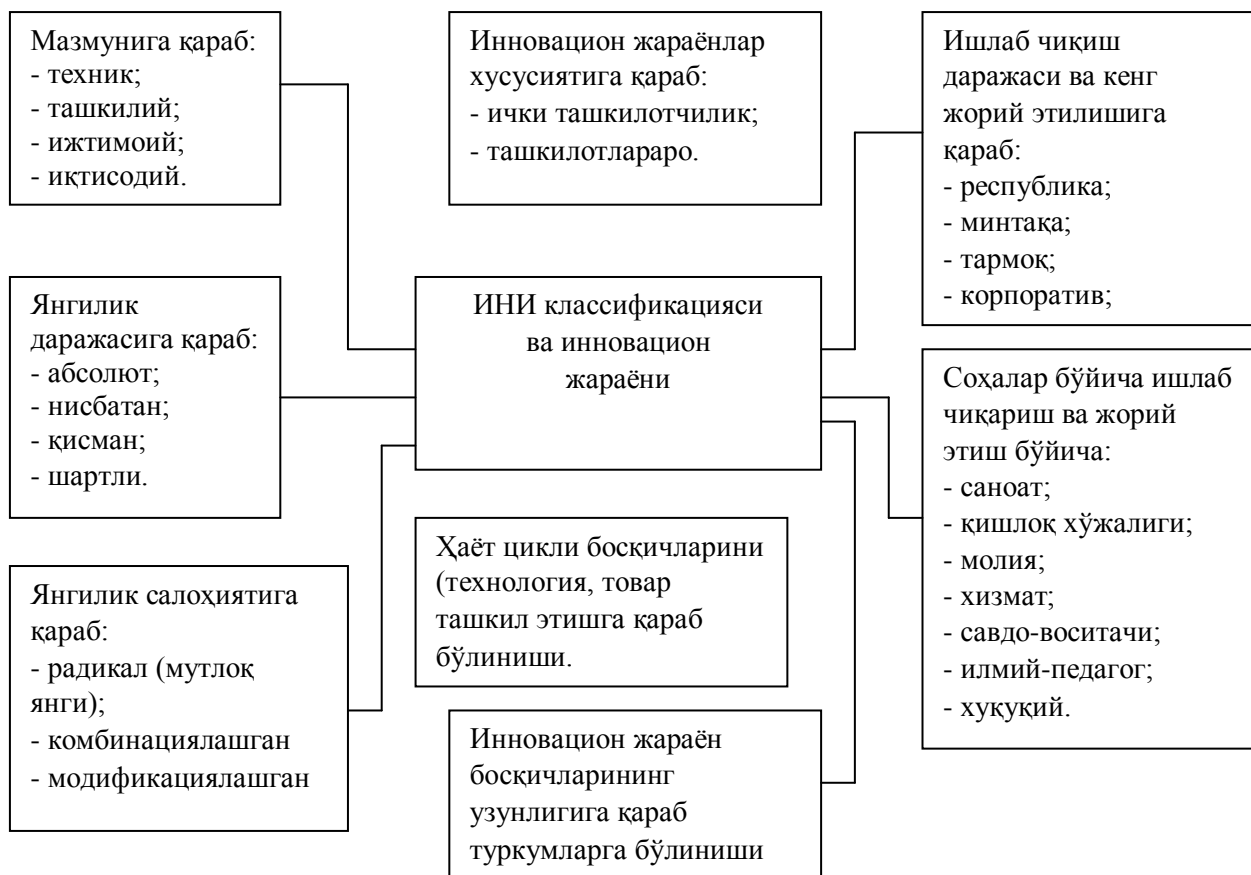 Мазмунига қараб:
- техник;
- ташкилий;
- ижтимоий;
- иқтисодий.
Инновацион жараёнлар
хусусиятига қараб:
- ички ташкилотчилик;
- ташкилотлараро.
Ишлаб чиқиш
даражаси ва кенг
жорий этилишига
қараб:
- республика;
- минтақа;
- тармоқ;
- корпоратив;
Янгилик
даражасига қараб:
- абсолют;
- нисбатан;
- қисман;
- шартли.
ИНИ классификацияси
ва инновацион
жараёни
Соҳалар бўйича ишлаб
чиқариш ва жорий
этиш бўйича:
- саноат;
- қишлоқ хўжалиги;
- молия;
- хизмат;
- савдо-воситачи;
- илмий-педагог;
- хуқуқий.
Янгилик салоҳиятига
қараб:
- радикал (мутлоқ
янги);
- комбинациялашган
- модификациялашган
Ҳаёт цикли босқичларини
(технология, товар
ташкил этишга қараб
бўлиниши.
Инновацион жараён
босқичларининг
узунлигига қараб
туркумларга бўлиниши